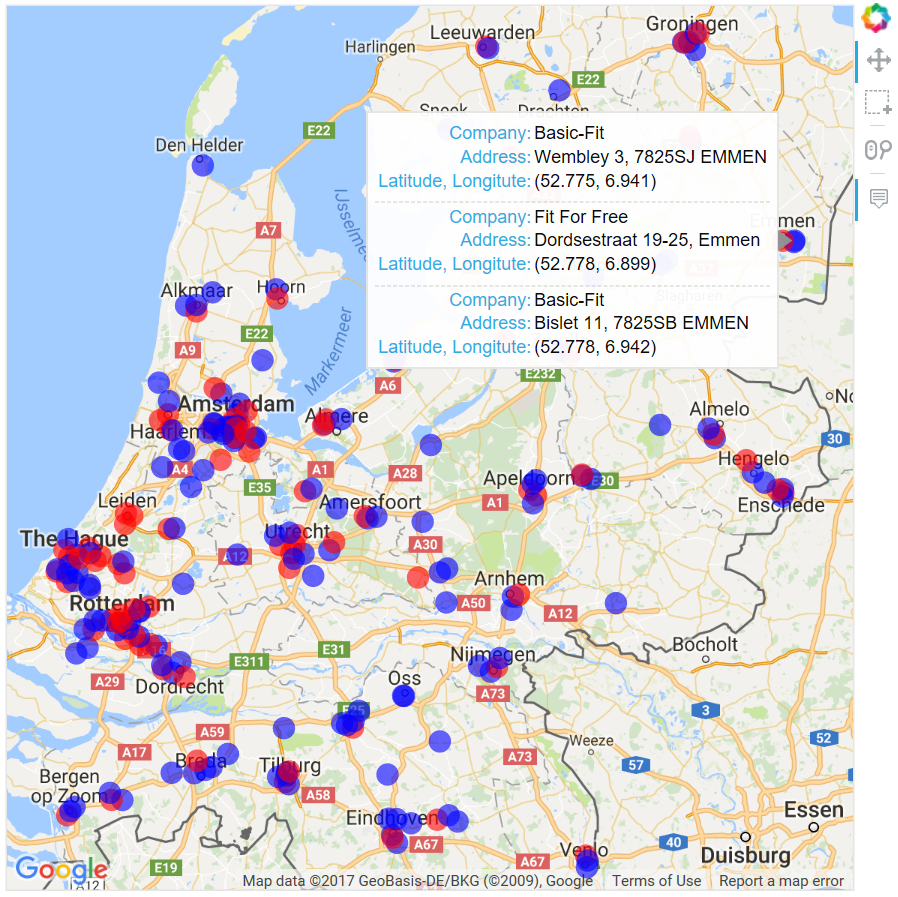 Leeuwarden
Groningen
Harlingen
E22
Sneek
Drachten
E22
Den Helder
Company: Basic-Fit
Address: Wembley 3, 7825SJ EMMEN
Latitude, Longitute: (52.775, 6.941)
Company: Fit For Free
Address: Dordsestraat 19-25, Emmen
Latitude, Longitute: (52.778, 6.899)
Company: Basic-Fit
Address: Bislet 11, 7825SB EMMEN
Latitude, Longitute: (52.778, 6.942)
Emmen
Slagharen
IJsselme
A7
Alkmaar
Hoorn
E22
Markermeer
A9
E232
A6
Amsterdam
Almere
Almelo
Haarlem
30
Hengelo
A4
A1
A28
Apeldoorn
E30
E35
A1
Enschede
Leiden
Amersfoort
The Hague
Utrecht
A12
A30
Arnhem
Rotterdam
A50
A12
A16
E31
Nijmegen
Bocholt
E311
A29
Dordrecht
Oss
A73
E25
3
A59
A17
Weeze
52
A73
57
Breda
Tilburg
Bergen
op Zoom
A58
Essen
Eindhoven
40
A67
Venlo
Duisburg
A67
E19
Google
Map data ©2017 GeoBasis-DE/BKG (©2009), Google
Terms of Use
Report a map error